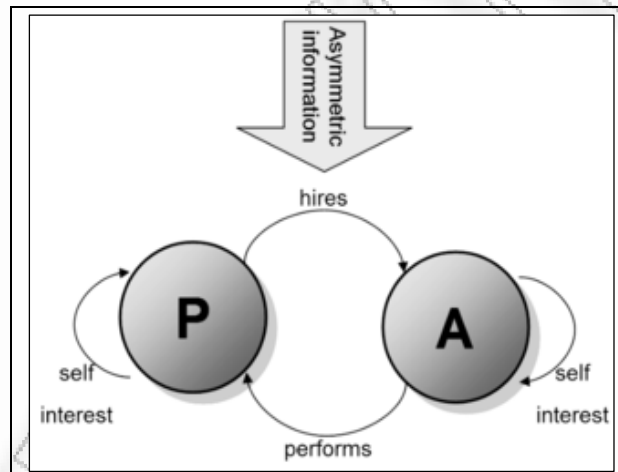 Asymmetric
information
hires
P
A
self
interest
self
interest
performs